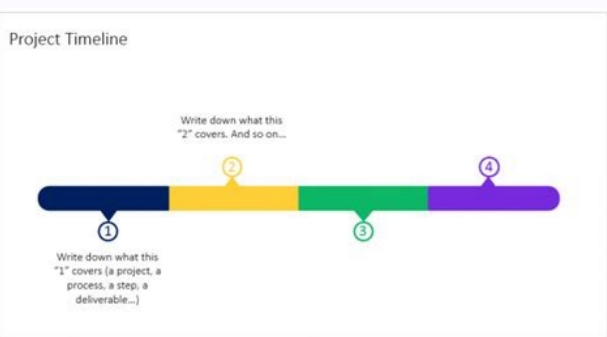 Project Timeline
Write down what this
"2" covers. And so on...
2
4
1
3
Write down what this
"1" covers (a project, a
process, a step, a
deliverable...)